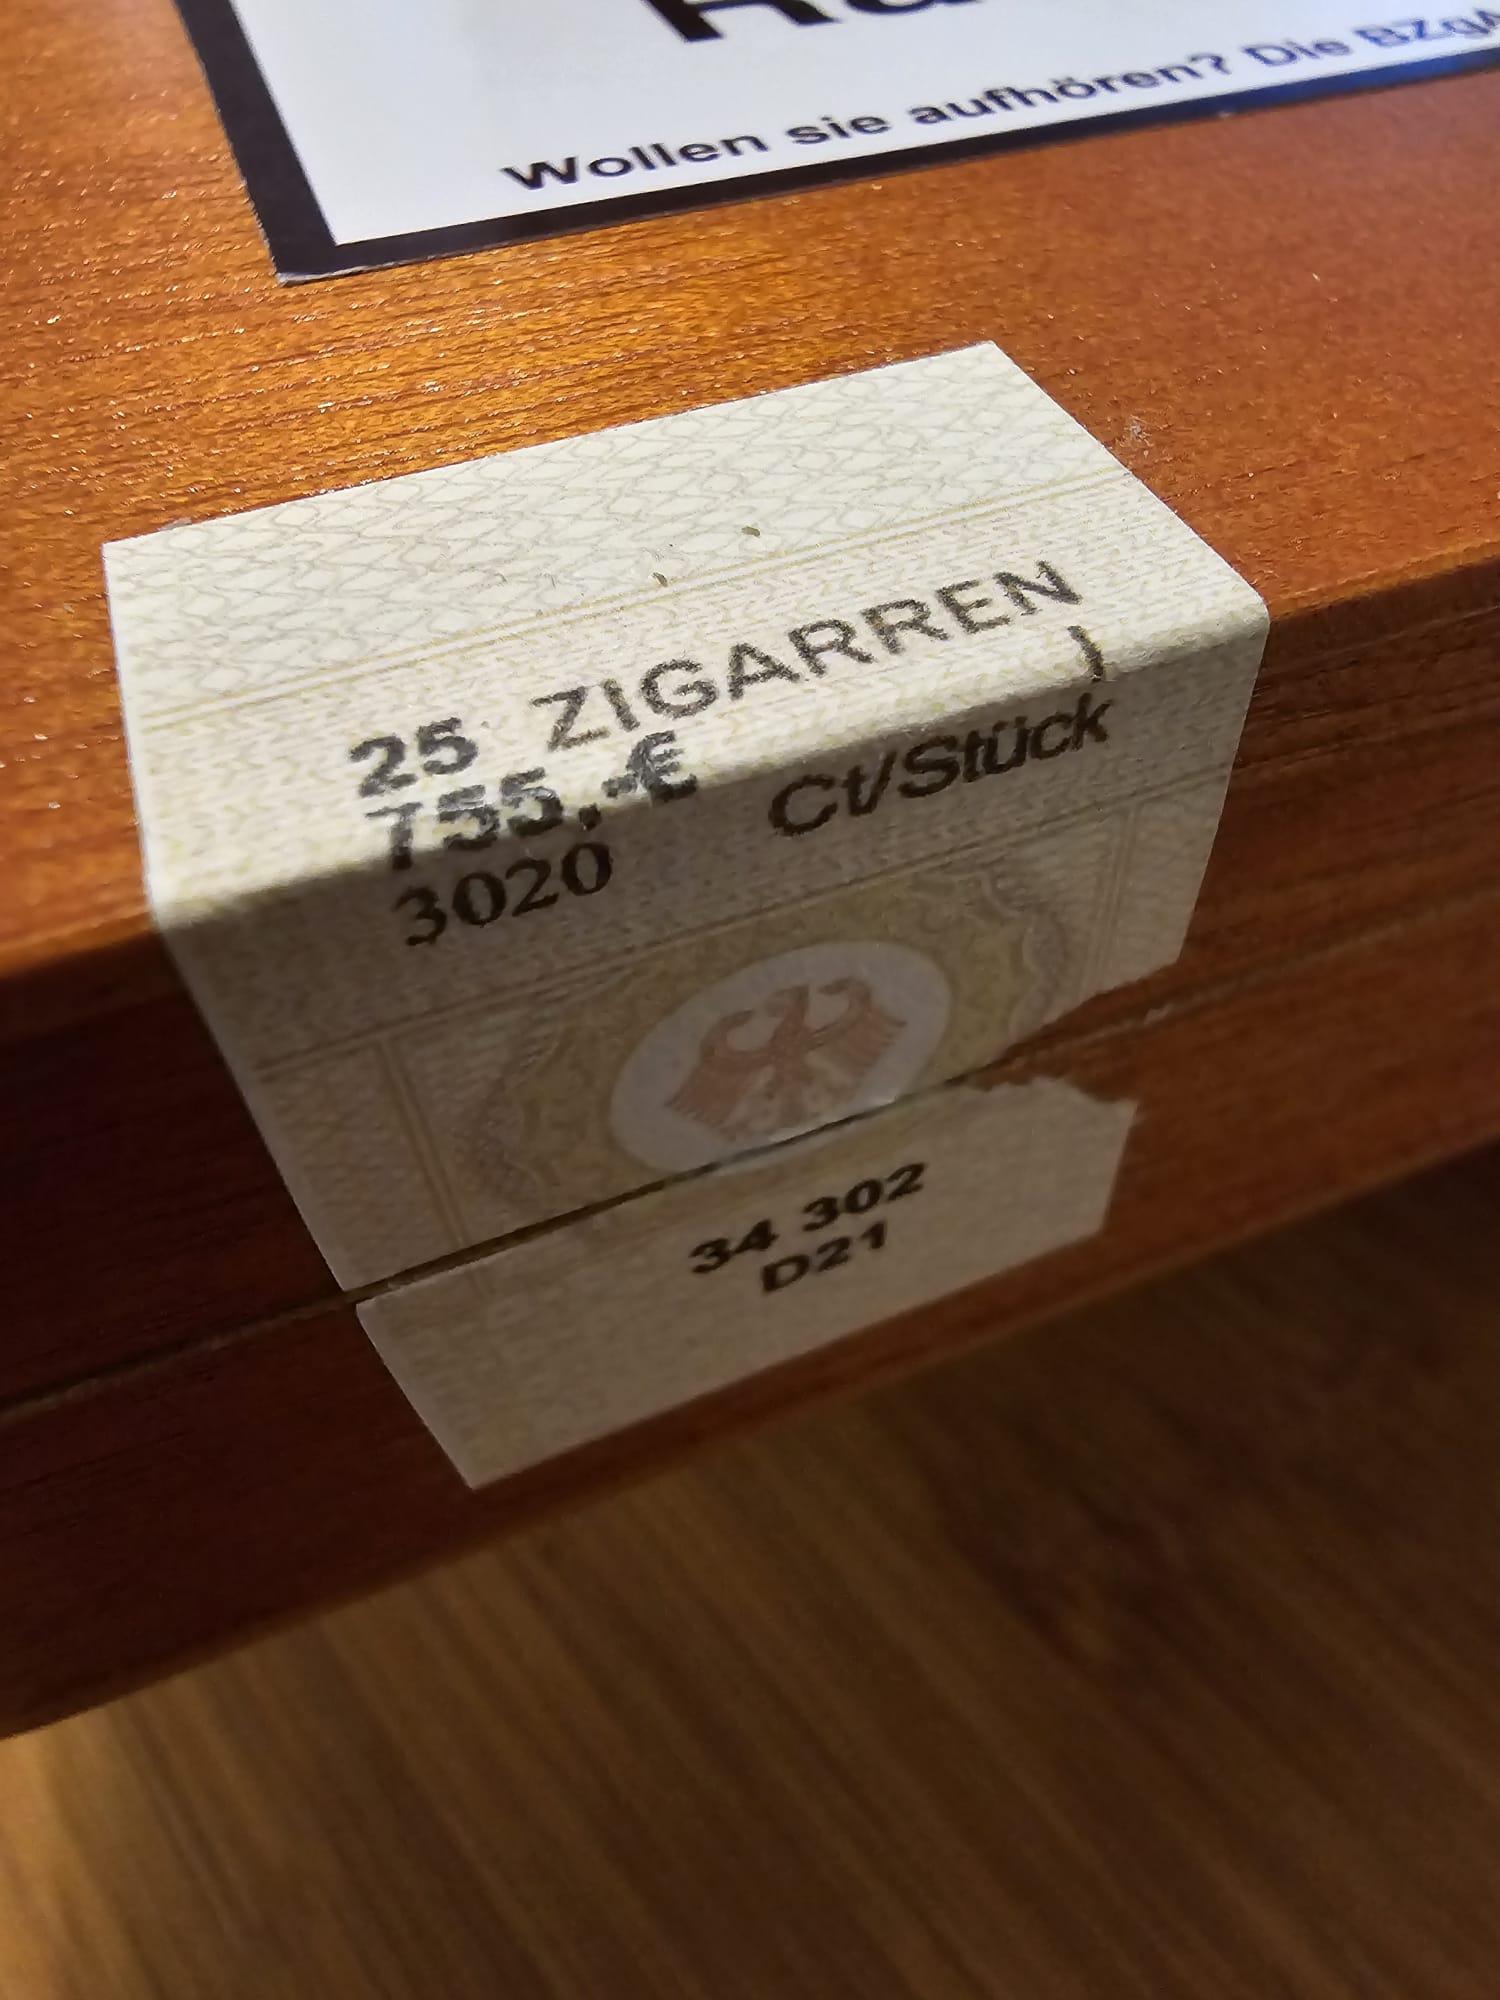 Wollen sie aufhören? Die BZgA
25 ZIGARREN
755,-€ )
3020 Ct/Stück
34 302
D21